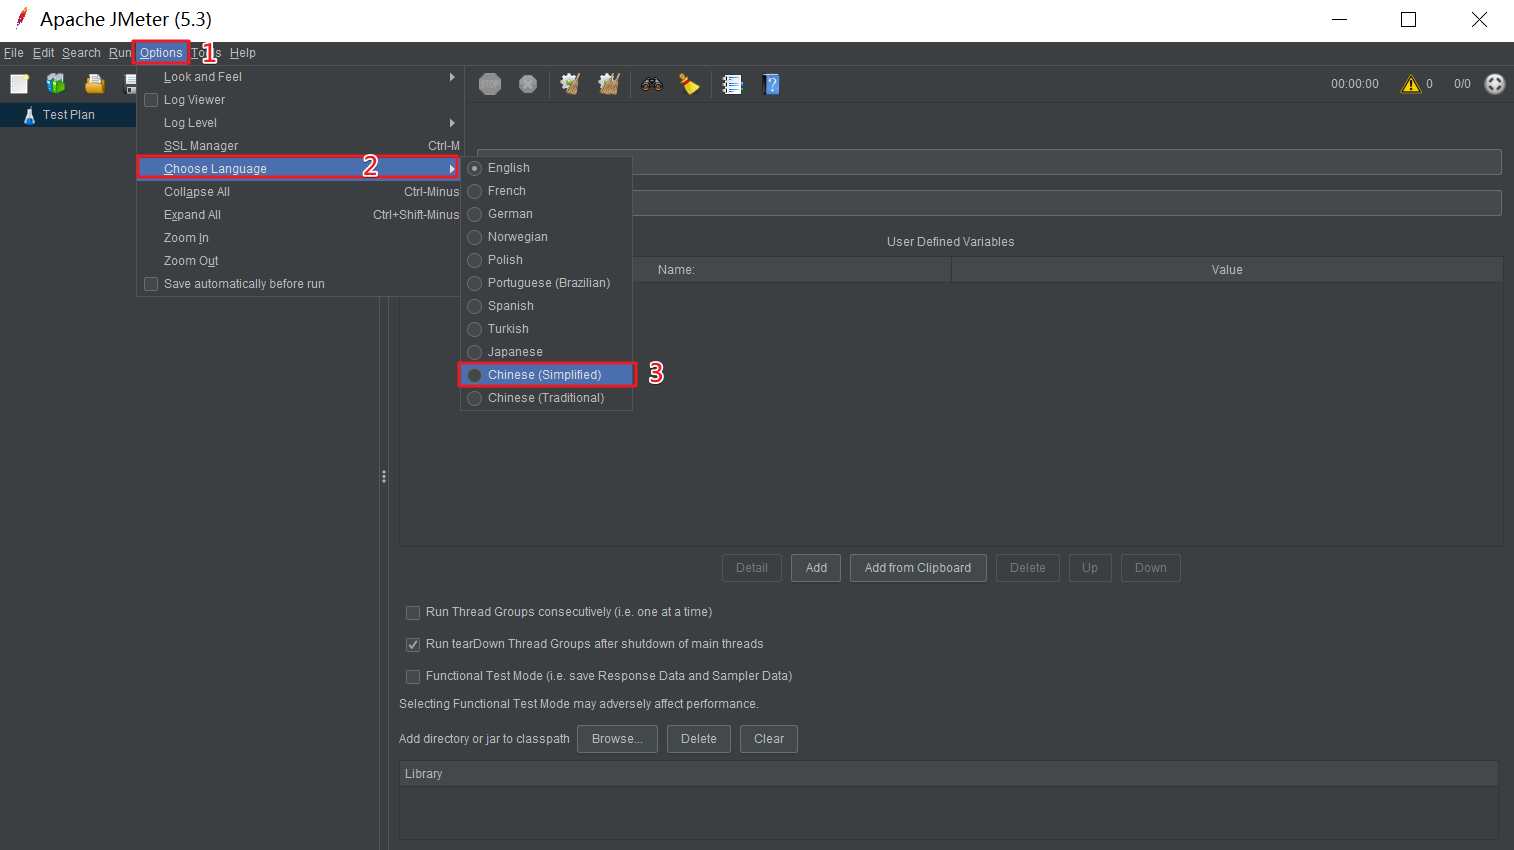 Apache JMeter (5.3)
File Edit Search Run Options 1 Help
Look and Feel
Log Viewer
Log Level
SSL Manager Ctrl-M
Choose Language 2
Collapse All Ctrl-Minus
Expand All Ctrl+Shift-Minus
Zoom In
Zoom Out
Save automatically before run
English
French
German
Norwegian
Polish
Portuguese (Brazilian)
Spanish
Turkish
Japanese
Chinese (Simplified) 3
Chinese (Traditional)
STOP
00:00:00 0 0/0
Test Plan
User Defined Variables
Name: Value
Detail Add Add from Clipboard Delete Up Down
Run Thread Groups consecutively (i.e. one at a time)
Run tearDown Thread Groups after shutdown of main threads
Functional Test Mode (i.e. save Response Data and Sampler Data)
Selecting Functional Test Mode may adversely affect performance.
Add directory or jar to classpath Browse... Delete Clear
Library